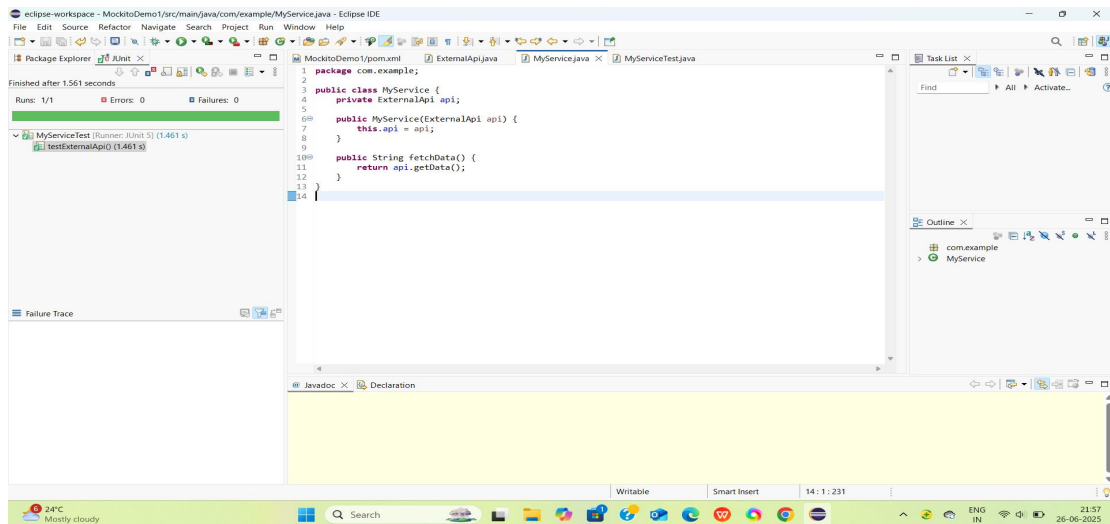 eclipse-workspace - MockitoDemo1/src/main/java/com/example/MyService.java - Eclipse IDE
File Edit Source Refactor Navigate Search Project Run Window Help
Package Explorer JUnit
Finished after 1.561 seconds
Runs: 1/1 Errors: 0 Failures: 0
MyServiceTest [Runner: JUnit 5] (1.461 s)
testExternalApi() (1.461 s)
Failure Trace
MockitoDemo1/pom.xml ExternalApi.java MyService.java MyServiceTest.java
1 package com.example;
2
3 public class MyService {
4 private ExternalApi api;
5
6 public MyService(ExternalApi api) {
7 this.api = api;
8 }
9
10 public String fetchData() {
11 return api.getData();
12 }
13 }
14
Task List
Find All Activate...
Outline
com.example
MyService
Javadoc Declaration
Writable Smart Insert 14 : 1 : 231
6 24°C
Mostly cloudy
Search
ENG
IN
21:57
26-06-2025